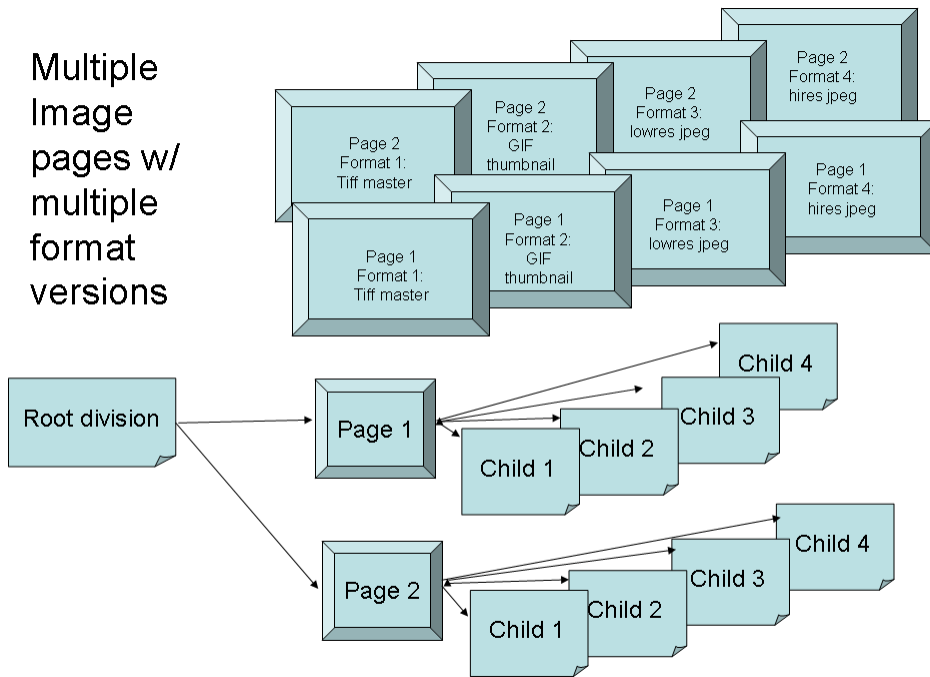 Multiple
Image
pages w/
multiple
format
versions
Page 2
Format 1:
Tiff master
Page 2
Format 2:
GIF
thumbnail
Page 2
Format 3:
lowres jpeg
Page 2
Format 4:
hires jpeg
Page 1
Format 1:
Tiff master
Page 1
Format 2:
GIF
thumbnail
Page 1
Format 3:
lowres jpeg
Page 1
Format 4:
hires jpeg
Root division
Page 1
Child 1
Child 2
Child 3
Child 4
Page 2
Child 1
Child 2
Child 3
Child 4